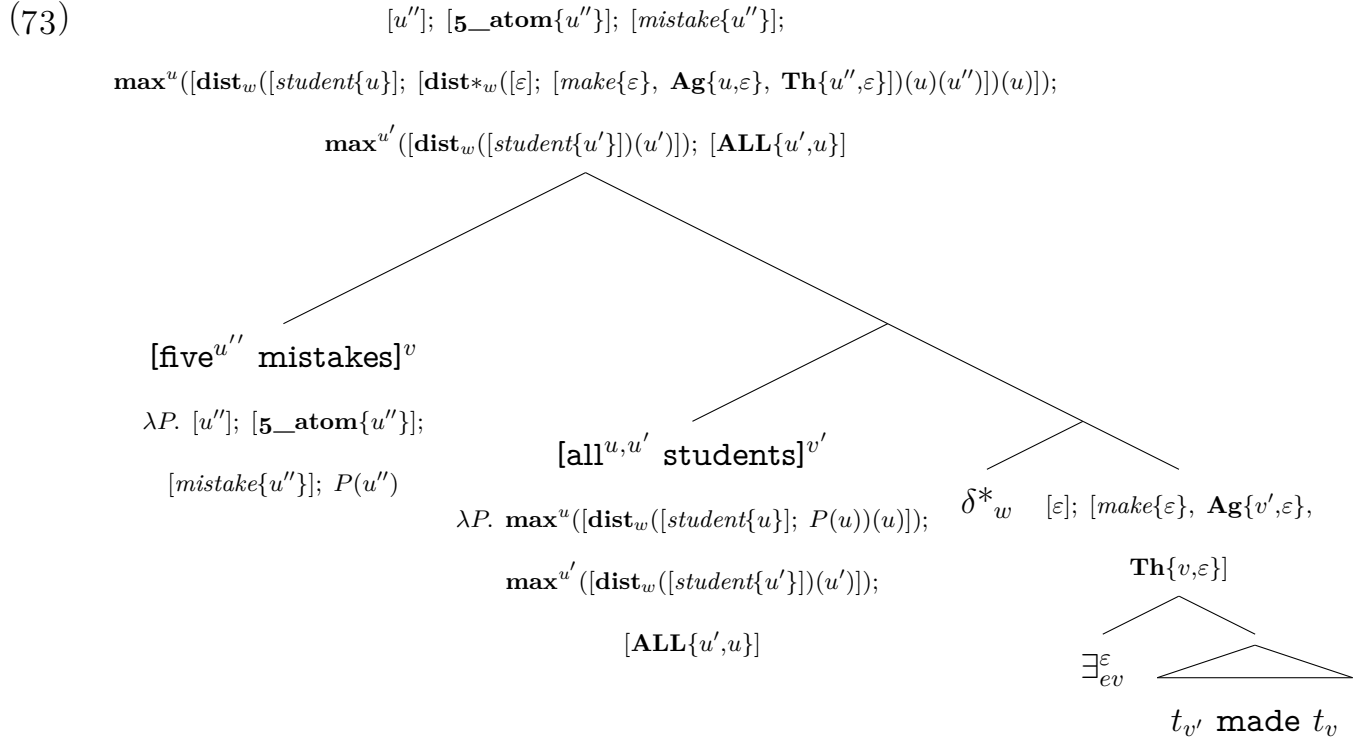 (73)
[u′′]; [5_atom{u′′}]; [mistake{u′′}];
max^u([dist_w([student{u}]; [dist*_w([ε]; [make{ε}, Ag{u,ε}, Th{u′′,ε}])(u)(u′′)])(u)]);
max^u′([dist_w([student{u′}])(u′)]); [ALL{u′,u}]
[five^u′′ mistakes]^v
λP. [u′′]; [5_atom{u′′}];
[mistake{u′′}]; P(u′′)
[all^u,u′ students]^v′
λP. max^u([dist_w([student{u}]; P(u))(u)]);
max^u′([dist_w([student{u′}])(u′)]);
[ALL{u′,u}]
δ*_w
[ε]; [make{ε}, Ag{v′,ε},
Th{v,ε}]
∃^ε_ev
t_v′ made t_v